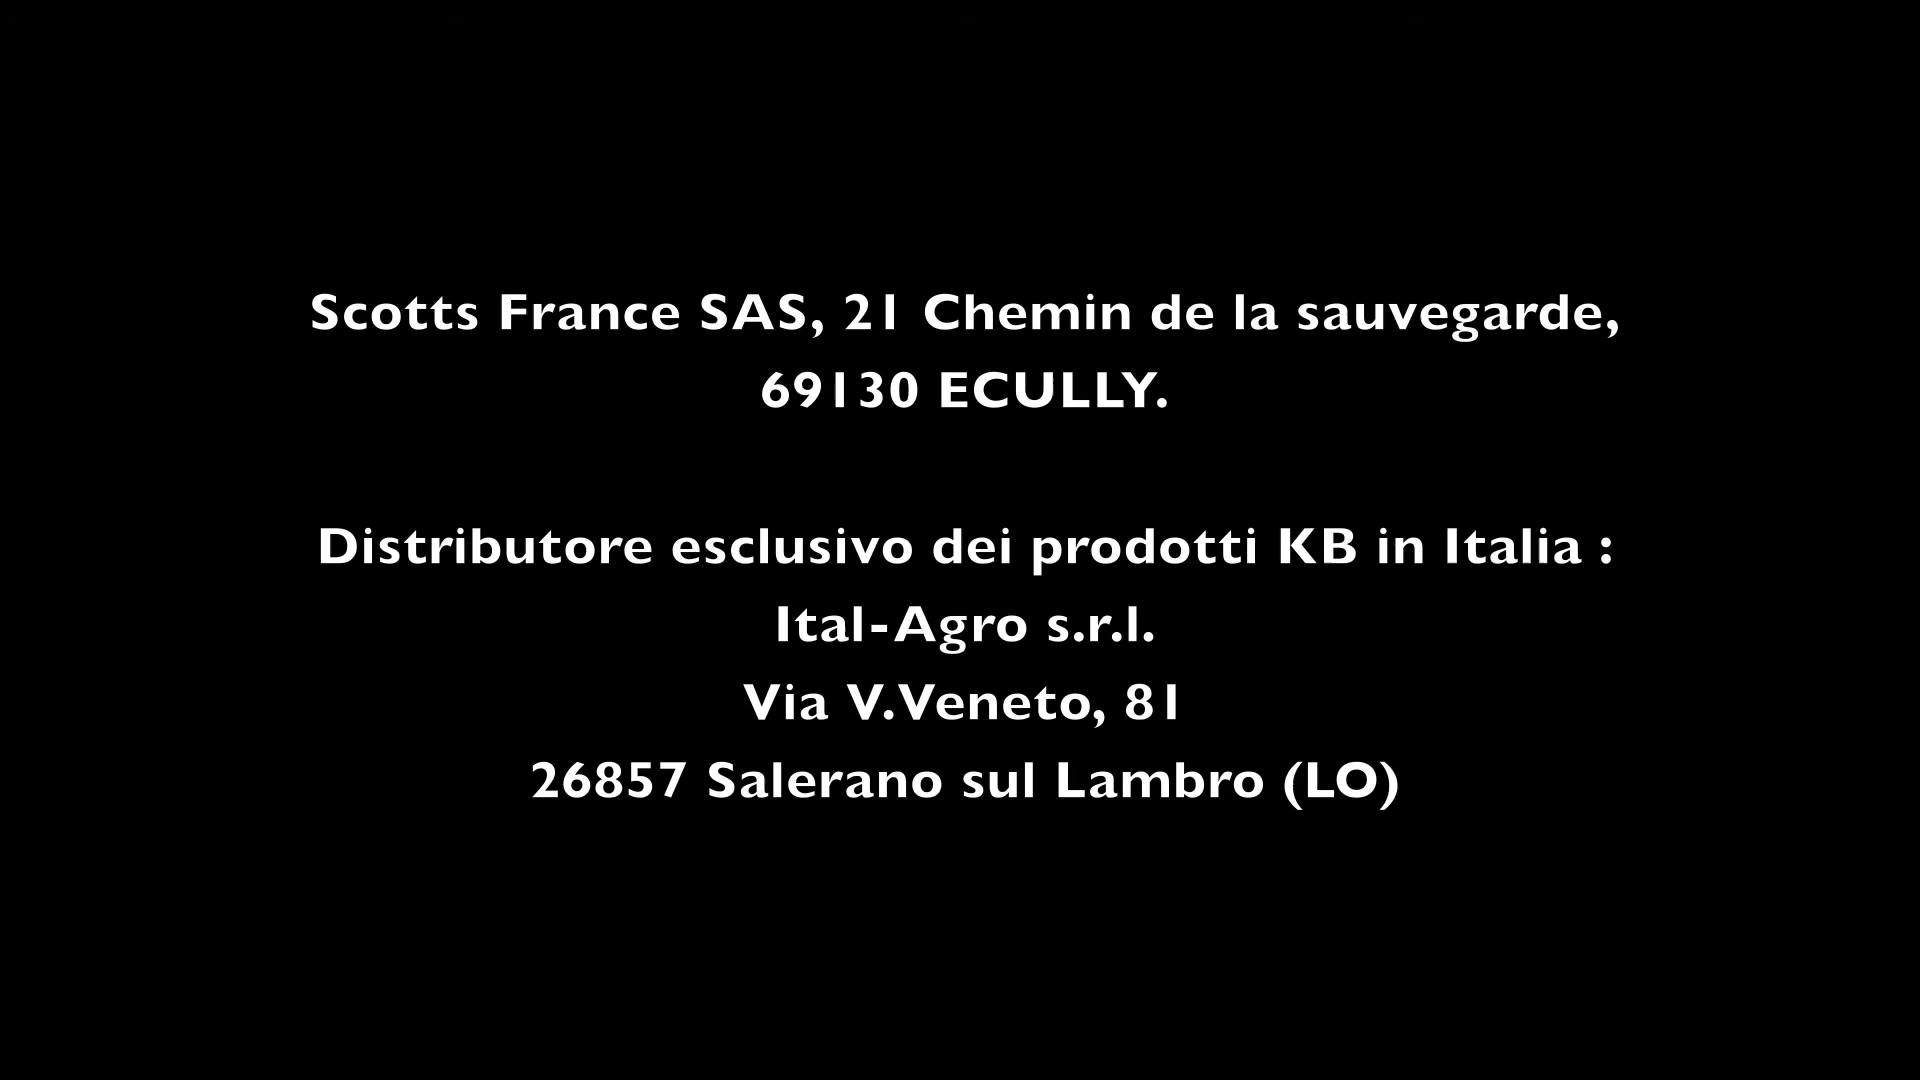 Scotts France SAS, 21 Chemin de la sauvegarde,
69130 ECULLY.
Distributore esclusivo dei prodotti KB in Italia :
Ital-Agro s.r.l.
Via V.Veneto, 81
26857 Salerano sul Lambro (LO)